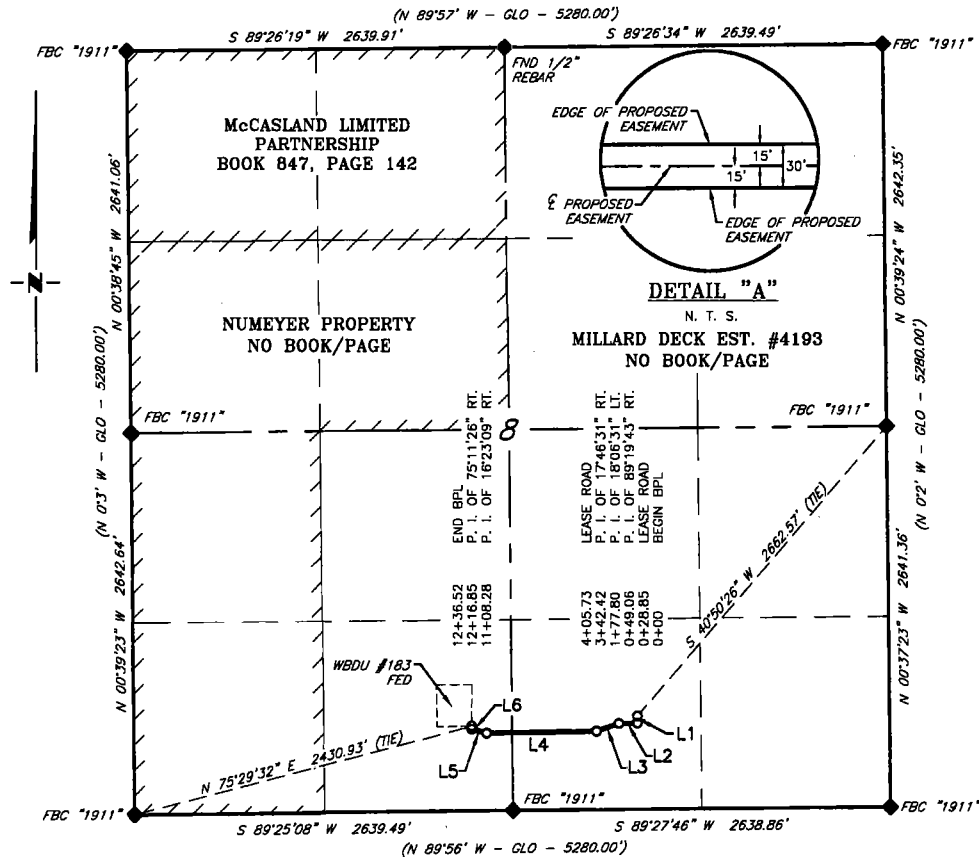 (N 89°57' W - GLO - 5280.00')
S 89°26'19" W 2639.91'
S 89°26'34" W 2639.49'
FBC "1911"
FBC "1911"
FND 1/2"
REBAR
McCASLAND LIMITED
PARTNERSHIP
BOOK 847, PAGE 142
EDGE OF PROPOSED
EASEMENT
15'
15'
30'
℄ PROPOSED
EASEMENT
EDGE OF PROPOSED
EASEMENT
N 00°38'45" W 2641.06'
N 00°39'24" W 2642.35'
N
DETAIL "A"
N. T. S.
NUMEYER PROPERTY
NO BOOK/PAGE
MILLARD DECK EST. #4193
NO BOOK/PAGE
(N 0°3' W - GLO - 5280.00')
(N 0°2' W - GLO - 5280.00')
FBC "1911"
FBC "1911"
8
12+36.52 END BPL
12+16.85 P. I. OF 75°11'26" RT.
11+08.28 P. I. OF 16°23'09" RT.
4+05.73 LEASE ROAD
3+42.42 P. I. OF 17°46'31" RT.
1+77.80 P. I. OF 18°06'31" LT.
0+49.06 P. I. OF 89°19'43" RT.
0+28.85 LEASE ROAD
0+00 BEGIN BPL
S 40°50'26" W 2662.57' (TIE)
N 00°39'23" W 2642.64'
N 00°37'23" W 2641.36'
WBDU #183
FED
L6
L1
L2
L3
L4
L5
N 75°29'32" E 2430.93' (TIE)
FBC "1911"
FBC "1911"
FBC "1911"
S 89°25'08" W 2639.49'
S 89°27'46" W 2638.86'
(N 89°56' W - GLO - 5280.00')